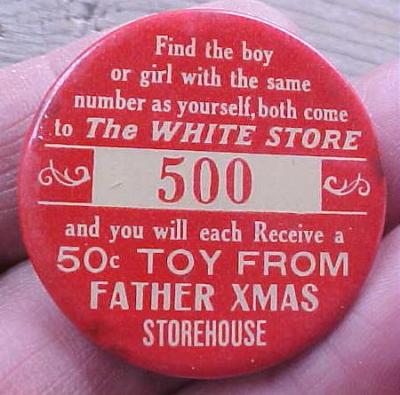 Find the boy
or girl with the same
number as yourself, both come
to The WHITE STORE
500
and you will each Receive a
50c TOY FROM
FATHER XMAS
STOREHOUSE